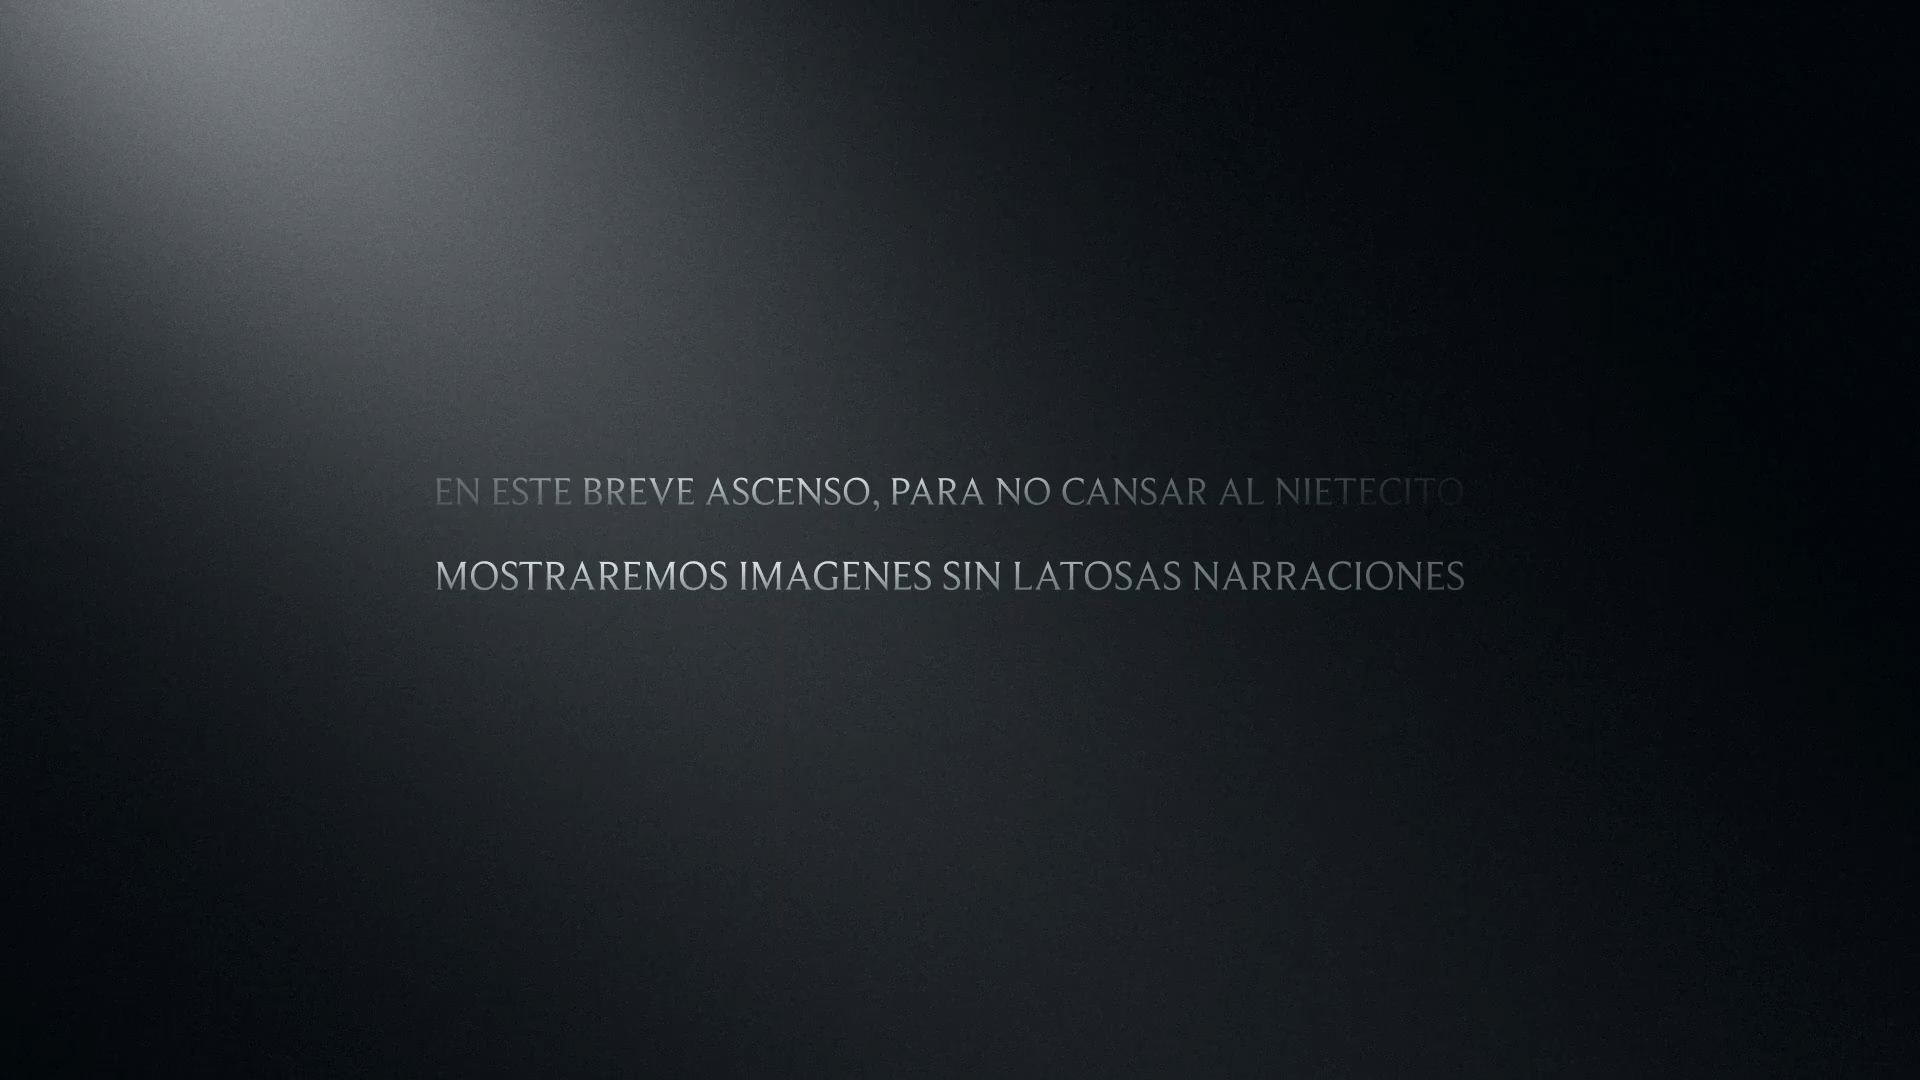 EN ESTE BREVE ASCENSO, PARA NO CANSAR AL NIETECITO
MOSTRAREMOS IMAGENES SIN LATOSAS NARRACIONES